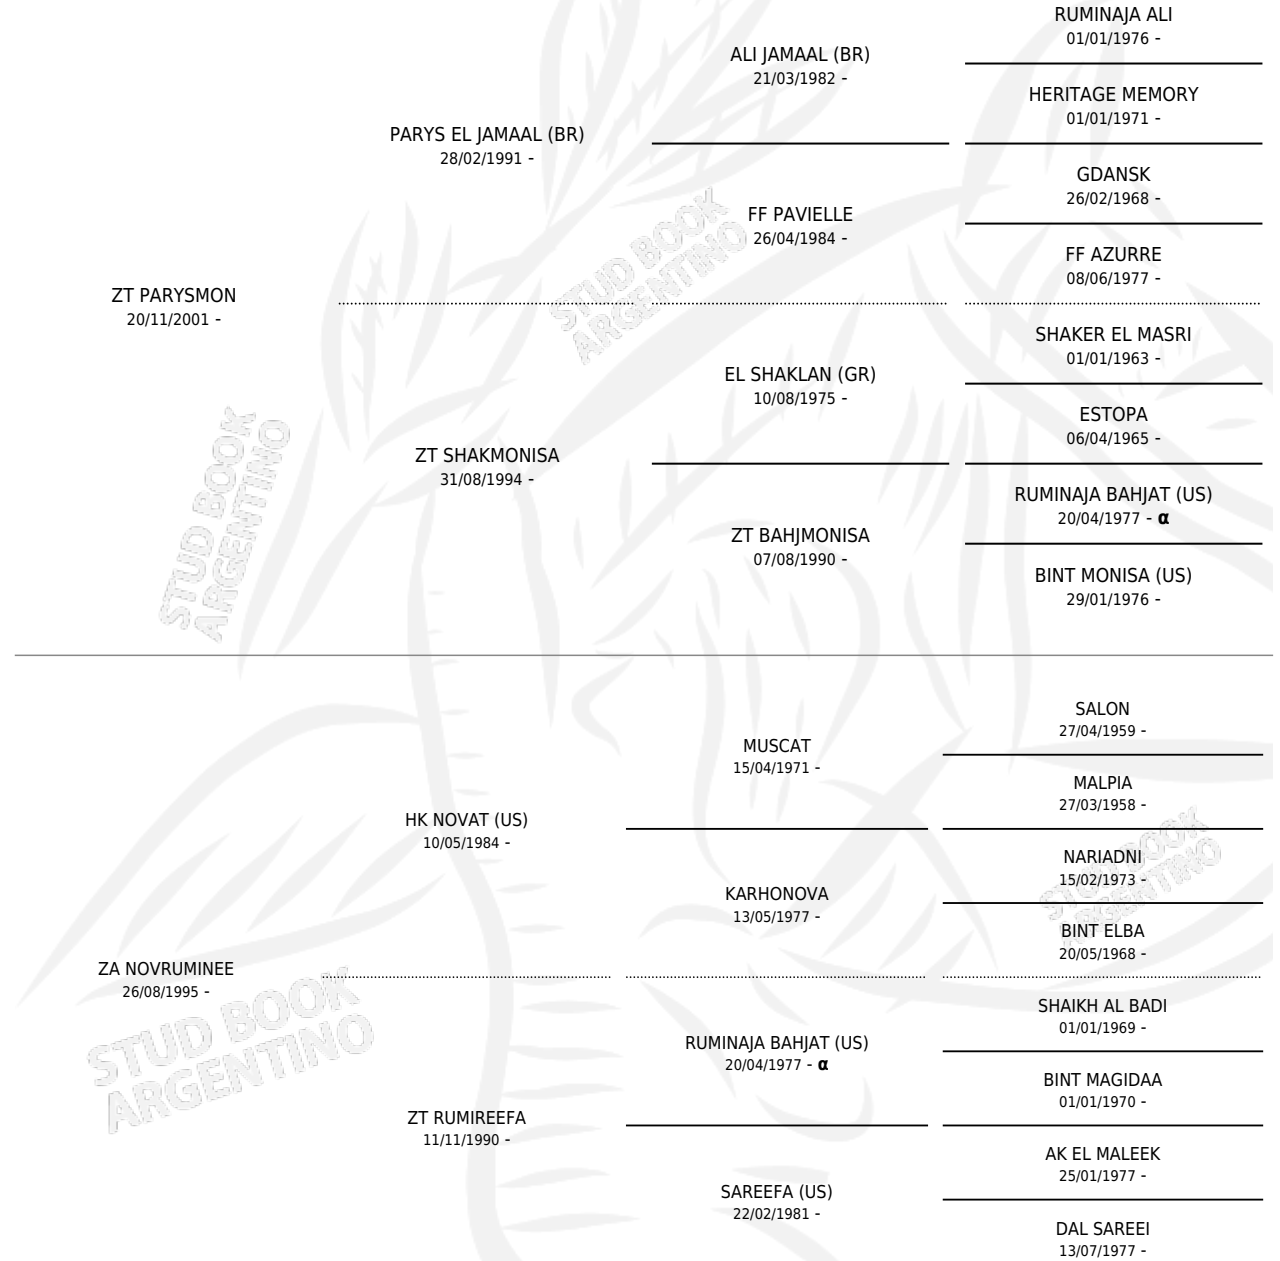 RUMINAJA ALI
01/01/1976 -
ALI JAMAAL (BR)
21/03/1982 -
HERITAGE MEMORY
01/01/1971 -
PARYS EL JAMAAL (BR)
28/02/1991 -
GDANSK
26/02/1968 -
FF PAVIELLE
26/04/1984 -
FF AZURRE
08/06/1977 -
STUD BOOK
ARGENTINO
ZT PARYSMON
20/11/2001 -
SHAKER EL MASRI
01/01/1963 -
EL SHAKLAN (GR)
10/08/1975 -
ESTOPA
06/04/1965 -
ZT SHAKMONISA
31/08/1994 -
RUMINAJA BAHJAT (US)
20/04/1977 - α
ZT BAHJMONISA
07/08/1990 -
BINT MONISA (US)
29/01/1976 -
STUD BOOK
ARGENTINO
SALON
27/04/1959 -
MUSCAT
15/04/1971 -
MALPIA
27/03/1958 -
HK NOVAT (US)
10/05/1984 -
NARIADNI
15/02/1973 -
KARHONOVA
13/05/1977 -
BINT ELBA
20/05/1968 -
STUD BOOK
ARGENTINO
ZA NOVRUMINEE
26/08/1995 -
SHAIKH AL BADI
01/01/1969 -
RUMINAJA BAHJAT (US)
20/04/1977 - α
BINT MAGIDAA
01/01/1970 -
STUD BOOK
ARGENTINO
ZT RUMIREEFA
11/11/1990 -
AK EL MALEEK
25/01/1977 -
SAREEFA (US)
22/02/1981 -
DAL SAREEI
13/07/1977 -